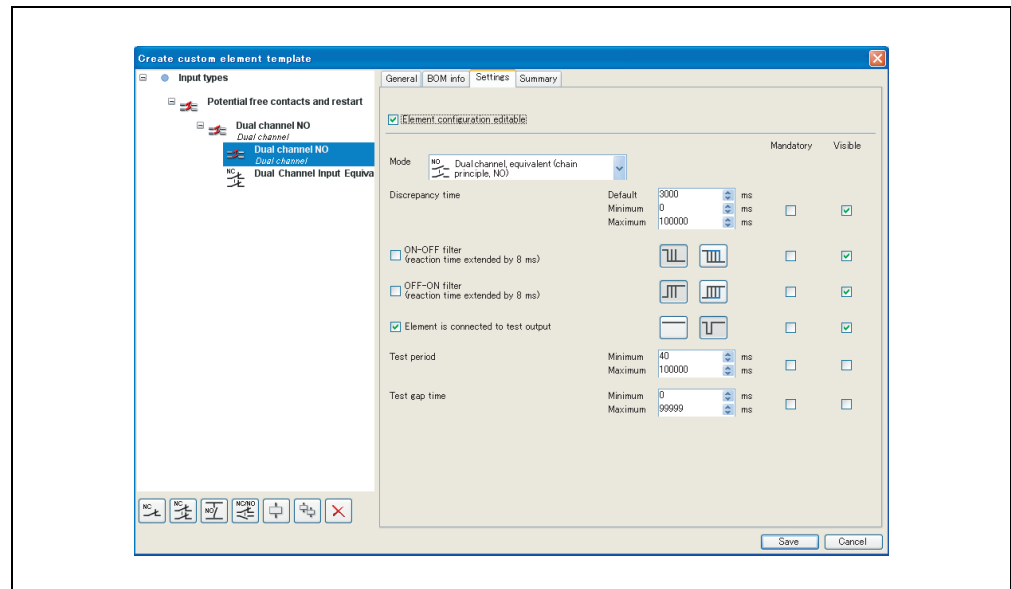 Create custom element template
Input types
Potential free contacts and restart
Dual channel NO
Dual channel
Dual channel NO
Dual channel
NC
Dual Channel Input Equiva
General
BOM info
Settings
Summary
Element configuration editable
Mandatory
Visible
Mode
NO
Dual channel, equivalent (chain
principle, NO)
Discrepancy time
Default
3000
ms
Minimum
0
ms
Maximum
100000
ms
ON-OFF filter
(reaction time extended by 8 ms)
OFF-ON filter
(reaction time extended by 8 ms)
Element is connected to test output
Test period
Minimum
40
ms
Maximum
100000
ms
Test gap time
Minimum
0
ms
Maximum
99999
ms
NC
NC
NO
NC/NO
Save
Cancel